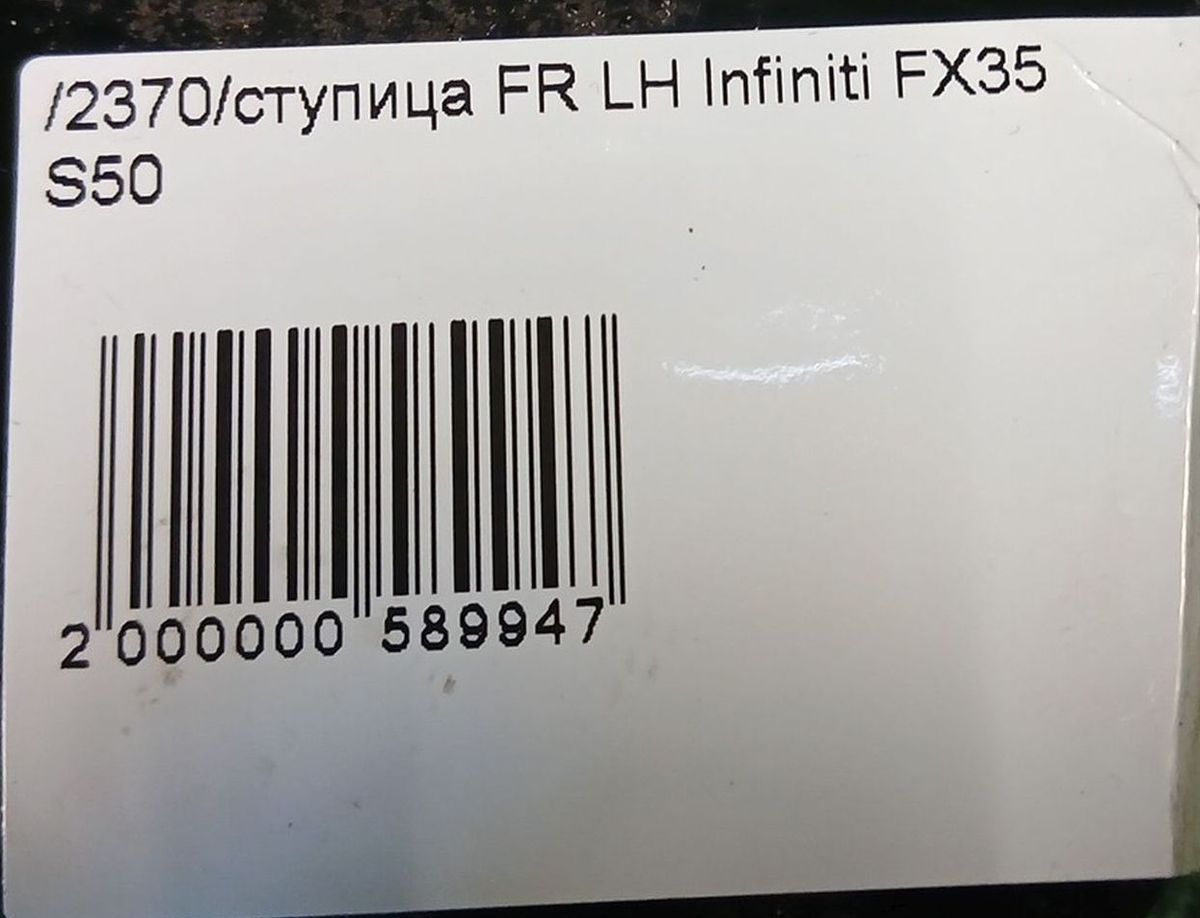 /2370/ступица FR LH Infiniti FX35
S50
2 000000 589947